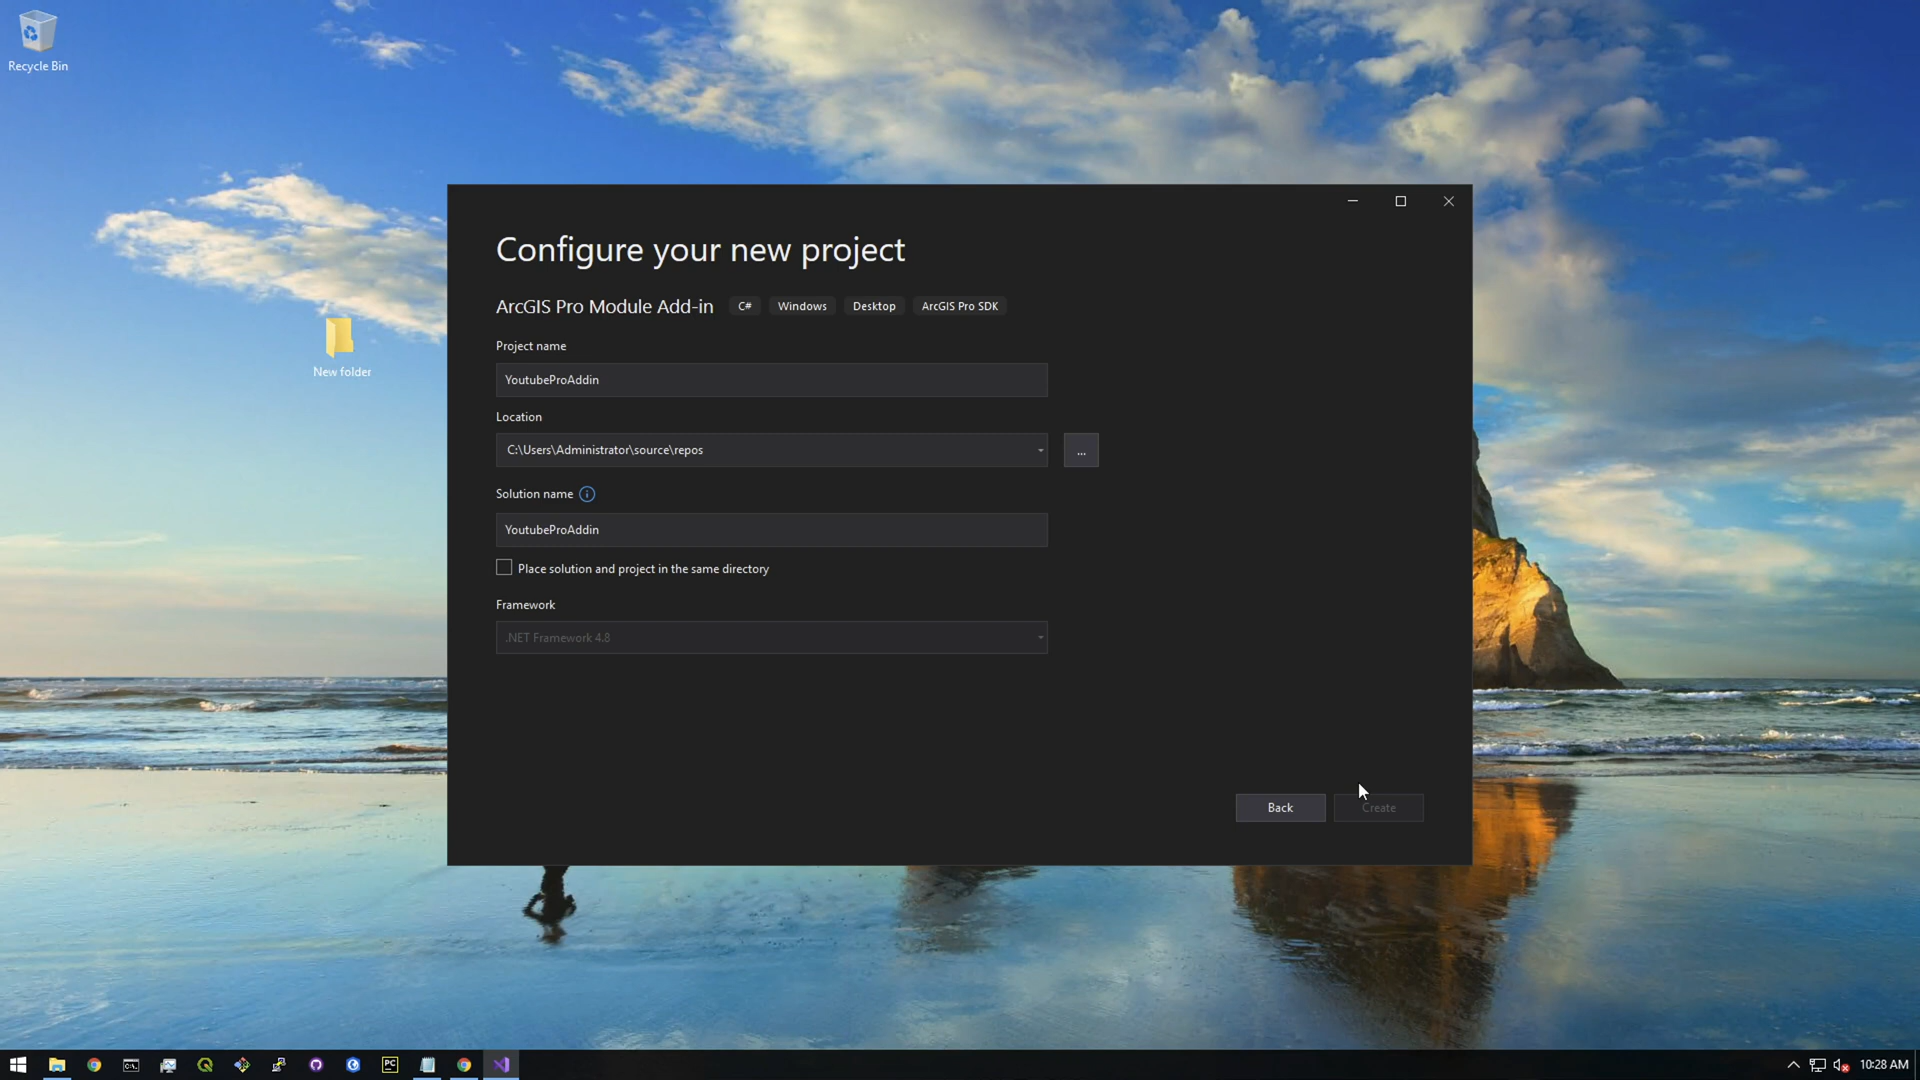 Recycle Bin
New folder
Configure your new project
ArcGIS Pro Module Add-in C# Windows Desktop ArcGIS Pro SDK
Project name
YoutubeProAddin
Location
C:\Users\Administrator\source\repos
...
Solution name
YoutubeProAddin
Place solution and project in the same directory
Framework
.NET Framework 4.8
Back Create
PC
10:28 AM